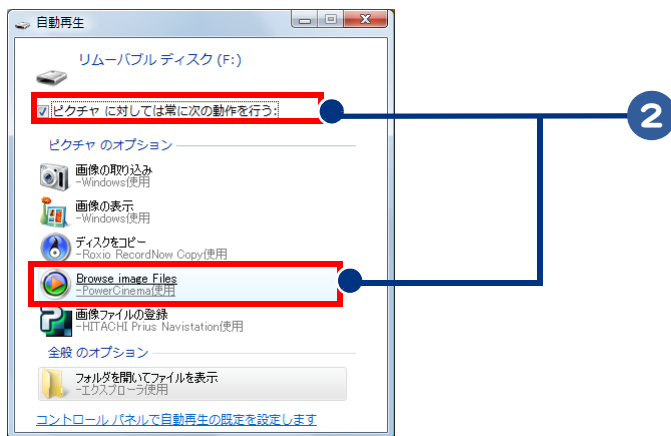 自動再生
リムーバブル ディスク (F:)
ピクチャ に対しては常に次の動作を行う:
2
ピクチャ のオプション
画像の取り込み
-Windows使用
画像の表示
-Windows使用
ディスクをコピー
-Roxio RecordNow Copy使用
Browse image Files
-PowerCinema使用
画像ファイルの登録
-HITACHI Prius Navistation使用
全般 のオプション
フォルダを開いてファイルを表示
-エクスプローラ使用
コントロール パネルで自動再生の既定を設定します